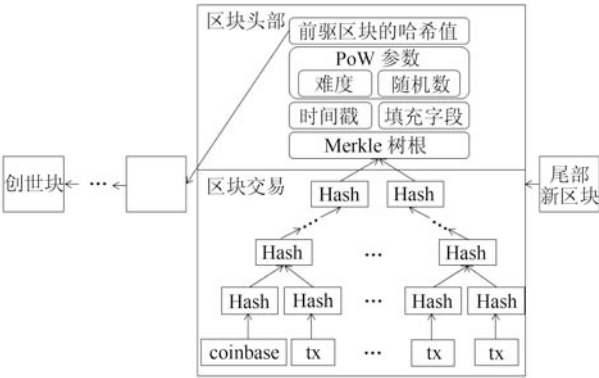 区块头部
前驱区块的哈希值
PoW 参数
难度 随机数
时间戳 填充字段
Merkle 树根
创世块 ... 尾部
新区块
区块交易
Hash Hash
... ...
Hash ... Hash
Hash Hash ... Hash Hash
coinbase tx ... tx tx